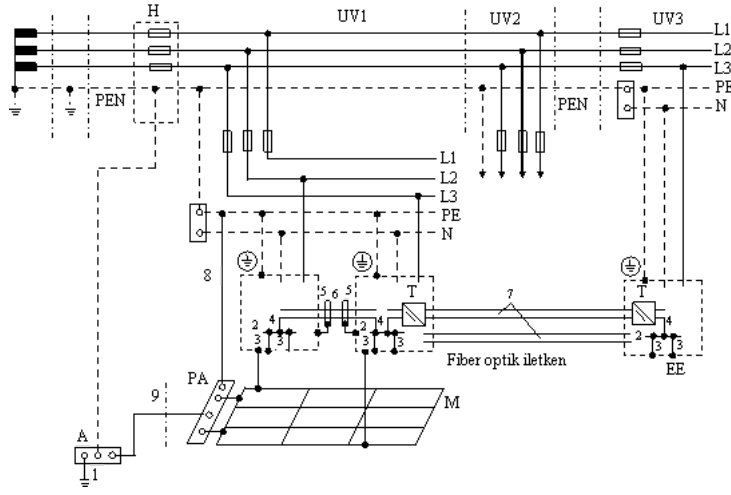 H UV1 UV2 UV3
L1
L2
L3
PEN PEN PE
N
L1
L2
L3
PE
N
8
T T
5 6 5 7
4 4 4
2 2 2
3 3 3 3 3 3
Fiber optik iletken
EE
PA M
9
A
1